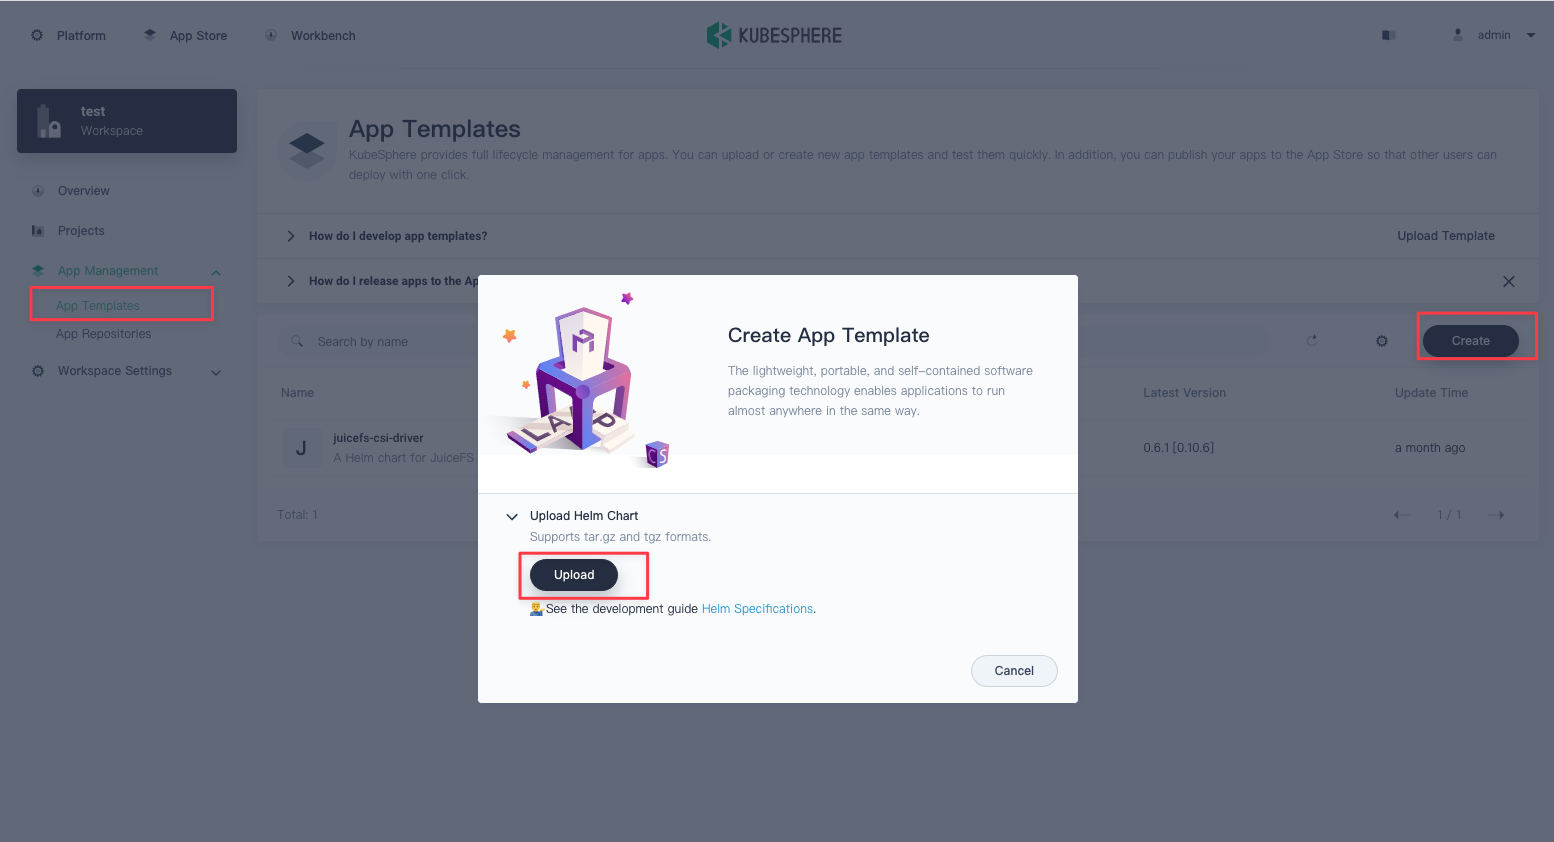 Platform
App Store
Workbench
KUBESPHERE
admin
test
Workspace
Overview
Projects
App Management
App Templates
App Repositories
Workspace Settings
App Templates
KubeSphere provides full lifecycle management for apps. You can upload or create new app templates and test them quickly. In addition, you can publish your apps to the App Store so that other users can
deploy with one click.
How do I develop app templates?
Upload Template
How do I release apps to the Ap
Search by name
Create
Name
Latest Version
Update Time
J
juicefs-csi-driver
A Helm chart for JuiceFS
0.6.1 [0.10.6]
a month ago
Total: 1
1 / 1
Create App Template
The lightweight, portable, and self-contained software
packaging technology enables applications to run
almost anywhere in the same way.
LAPP
CS
Upload Helm Chart
Supports tar.gz and tgz formats.
Upload
See the development guide Helm Specifications.
Cancel